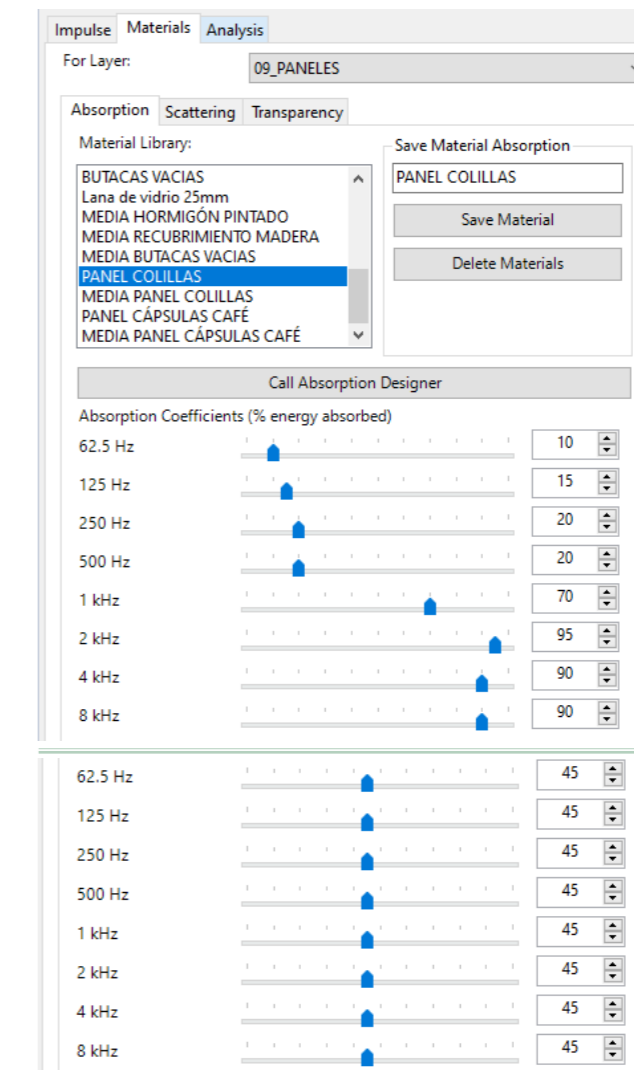 Impulse Materials Analysis
For Layer: 09_PANELES
Absorption Scattering Transparency
Material Library:
BUTACAS VACIAS
Lana de vidrio 25mm
MEDIA HORMIGÓN PINTADO
MEDIA RECUBRIMIENTO MADERA
MEDIA BUTACAS VACIAS
PANEL COLILLAS
MEDIA PANEL COLILLAS
PANEL CÁPSULAS CAFÉ
MEDIA PANEL CÁPSULAS CAFÉ
Save Material Absorption
PANEL COLILLAS
Save Material
Delete Materials
Call Absorption Designer
Absorption Coefficients (% energy absorbed)
62.5 Hz 10
125 Hz 15
250 Hz 20
500 Hz 20
1 kHz 70
2 kHz 95
4 kHz 90
8 kHz 90
62.5 Hz 45
125 Hz 45
250 Hz 45
500 Hz 45
1 kHz 45
2 kHz 45
4 kHz 45
8 kHz 45